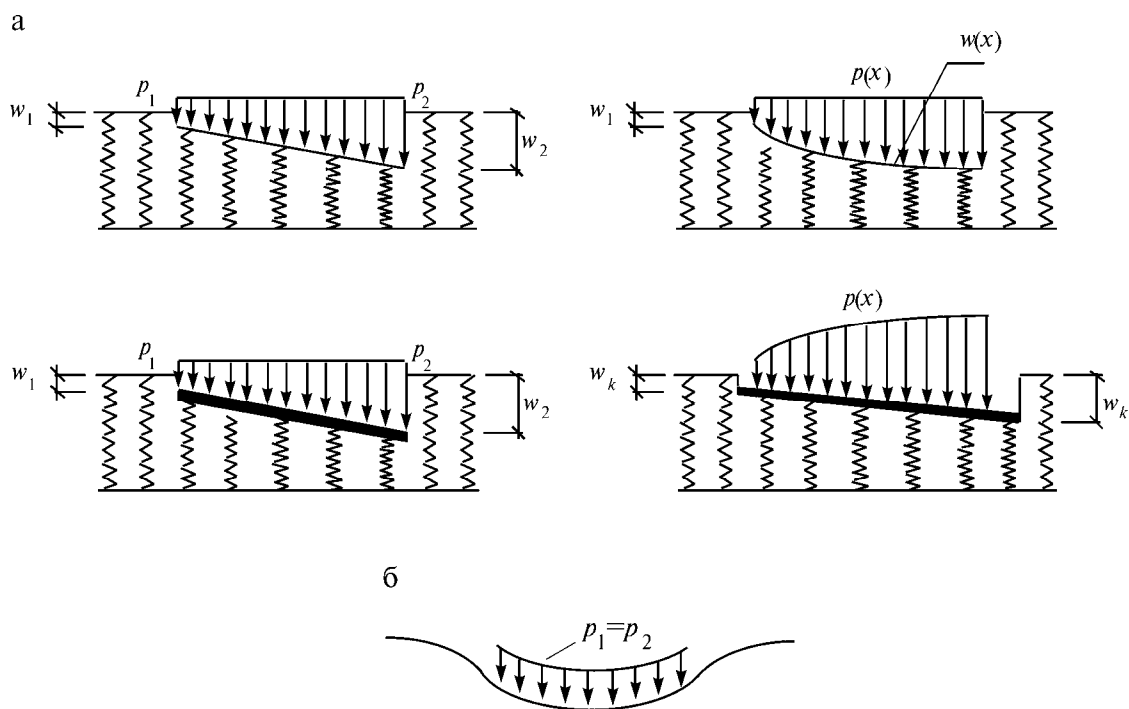 а
w(x)
p₁
p(x)
p₂
w₁
w₂
w₁
p(x)
p₁
p₂
w₁
w₂
wₖ
wₖ
б
p₁=p₂